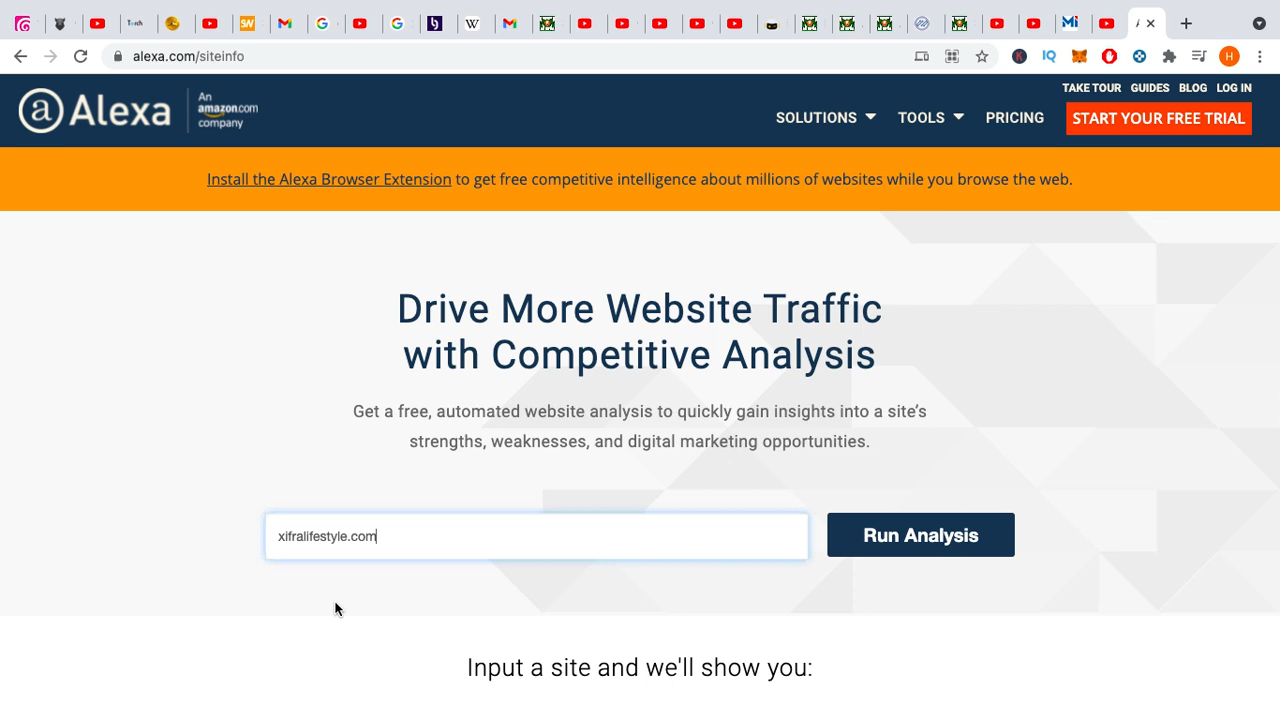 alexa.com/siteinfo
TAKE TOUR GUIDES BLOG LOG IN
Alexa
An
amazon.com
company
SOLUTIONS TOOLS PRICING START YOUR FREE TRIAL
Install the Alexa Browser Extension to get free competitive intelligence about millions of websites while you browse the web.
Drive More Website Traffic
with Competitive Analysis
Get a free, automated website analysis to quickly gain insights into a site's
strengths, weaknesses, and digital marketing opportunities.
xifralifestyle.com
Run Analysis
Input a site and we'll show you: